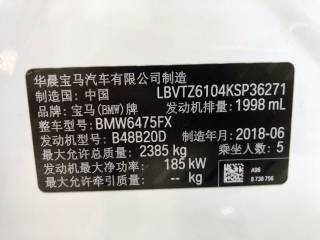 华晨宝马汽车有限公司制造
制造国: 中国 LBVTZ6104KSP36271
品牌: 宝马(BMW)牌 发动机排量: 1998 mL
整车型号: BMW6475FX
发动机型号: B48B20D 制造年月: 2018-06
最大允许总质量: 2385 kg 乘坐人数: 5
发动机最大净功率: 185 kW
最大允许牵引质量: -- kg A96
8 738 756